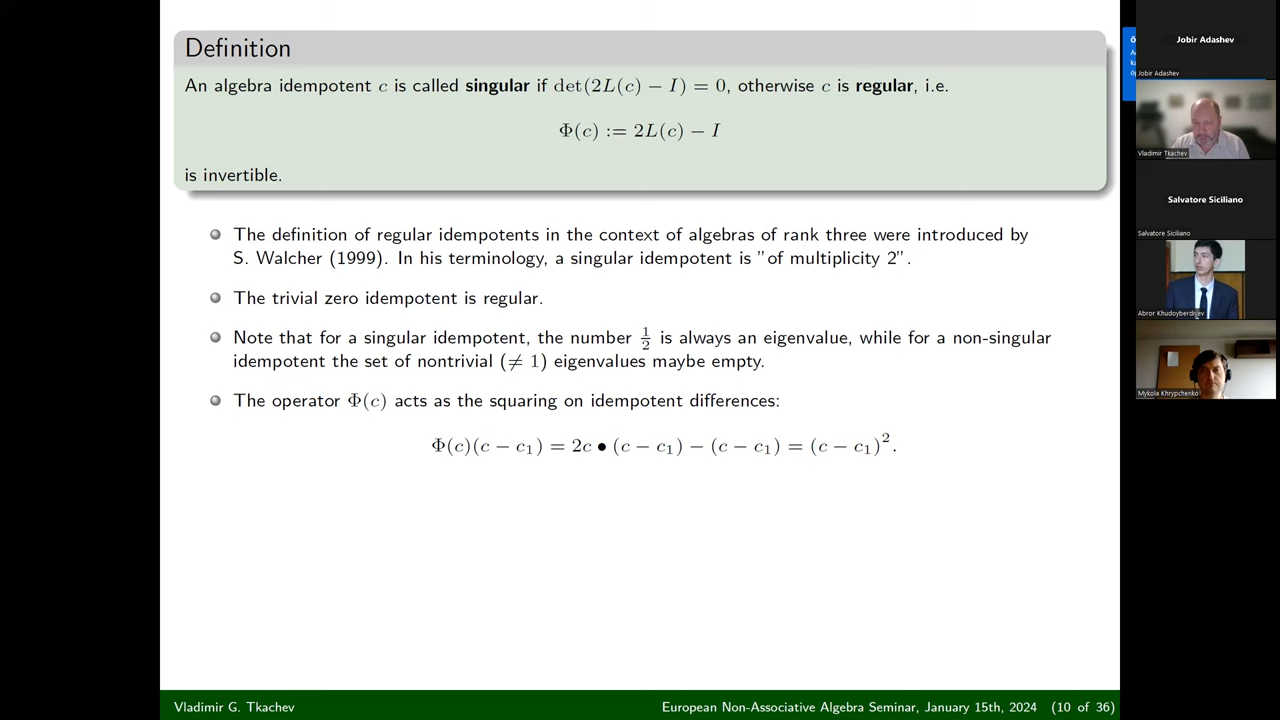 Definition
An algebra idempotent c is called singular if det(2L(c) − I) = 0, otherwise c is regular, i.e.
Φ(c) := 2L(c) − I
is invertible.
The definition of regular idempotents in the context of algebras of rank three were introduced by
S. Walcher (1999). In his terminology, a singular idempotent is "of multiplicity 2".
The trivial zero idempotent is regular.
Note that for a singular idempotent, the number 1/2 is always an eigenvalue, while for a non-singular
idempotent the set of nontrivial (≠ 1) eigenvalues maybe empty.
The operator Φ(c) acts as the quaring on idempotent differences:
Φ(c)(c − c₁) = 2c • (c − c₁) − (c − c₁) = (c − c₁)².
Vladimir G. Tkachev
European Non-Associative Algebra Seminar, January 15th, 2024 (10 of 36)
Jobir Adashev
Jobir Adashev
Vladimir Tkachev
Salvatore Siciliano
Salvatore Siciliano
Abror Khudoyberdiyev
Mykola Khrypchenko